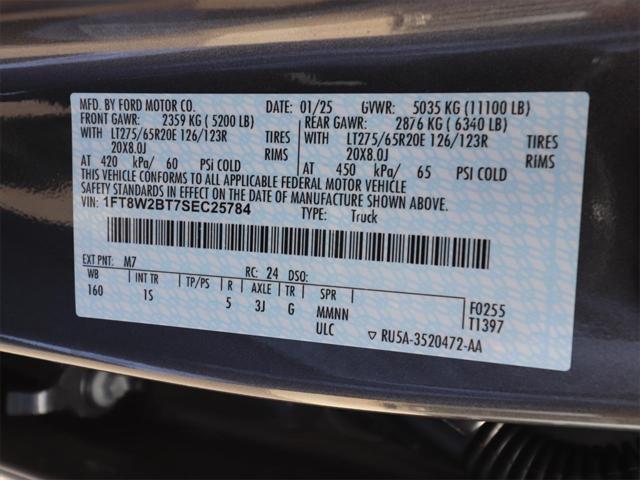 MFD. BY FORD MOTOR CO. 01/25 GVWR: 5035 KG (11100 LB)
FRONT GAWR: 2359 KG (5200 LB) REAR GAWR: 2876 KG (6340 LB)
WITH LT275/65R20E 126/123R TIRES WITH LT275/65R20E 126/123R TIRES
20X8.0J RIMS 20X8.0J RIMS
AT 420 kPa/ 60 PSI COLD AT 450 kPa/ 65 PSI COLD
THIS VEHICLE CONFORMS TO ALL APPLICABLE FEDERAL MOTOR VEHICLE
SAFETY STANDARDS IN EFFECT ON THE DATE OF MANUFACTURE SHOWN ABOVE.
VIN: 1FT8W2BT7SEC25784 TYPE: Truck
EXT PNT: M7 RC: 24 DSO:
WB INT TR TP/PS R AXLE TR SPR
160 1S 5 3J G MMNN F0255
ULC T1397
RU5A-3520472-AA